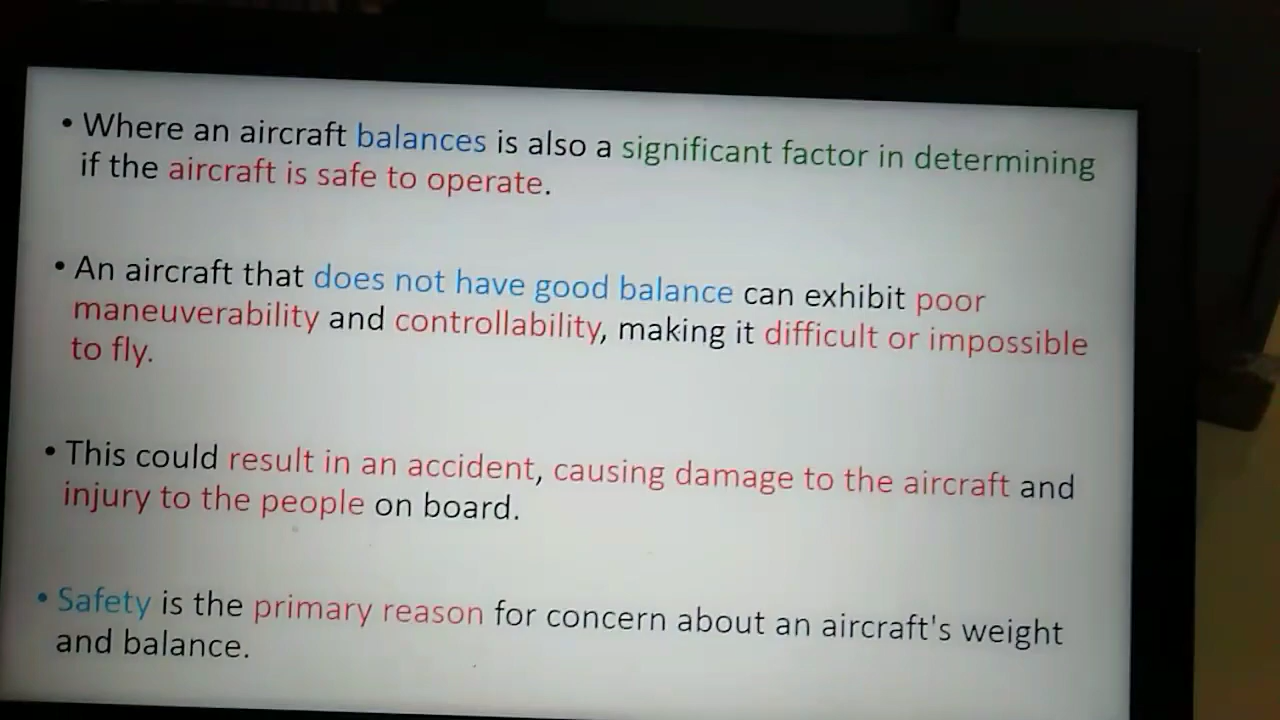 • Where an aircraft balances is also a significant factor in determining
if the aircraft is safe to operate.
• An aircraft that does not have good balance can exhibit poor
maneuverability and controllability, making it difficult or impossible
to fly.
• This could result in an accident, causing damage to the aircraft and
injury to the people on board.
• Safety is the primary reason for concern about an aircraft's weight
and balance.